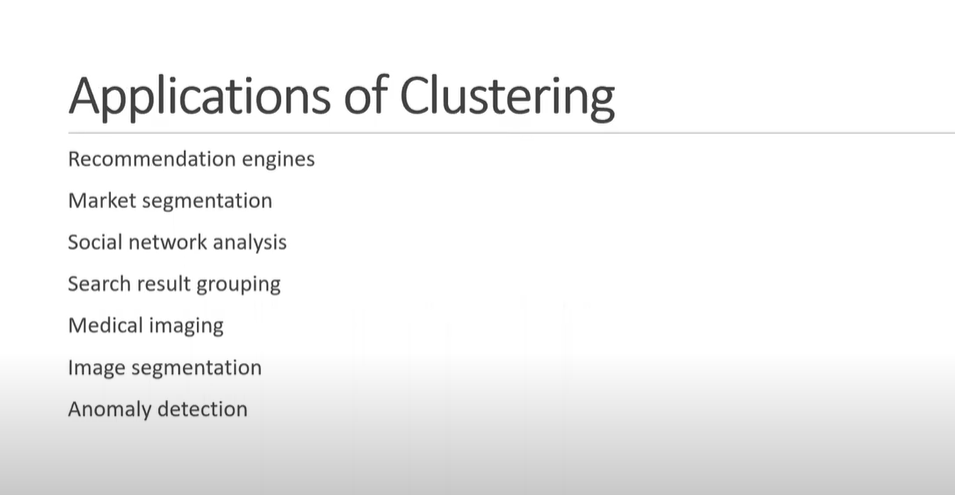 Applications of Clustering
Recommendation engines
Market segmentation
Social network analysis
Search result grouping
Medical imaging
Image segmentation
Anomaly detection